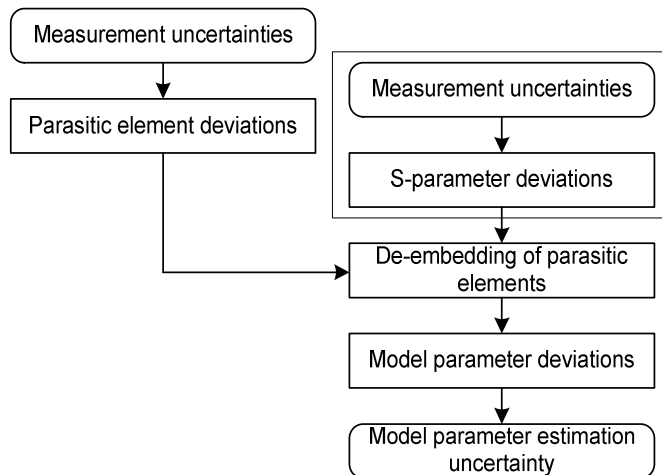 Measurement uncertainties
Parasitic element deviations
Measurement uncertainties
S-parameter deviations
De-embedding of parasitic
elements
Model parameter deviations
Model parameter estimation
uncertainty